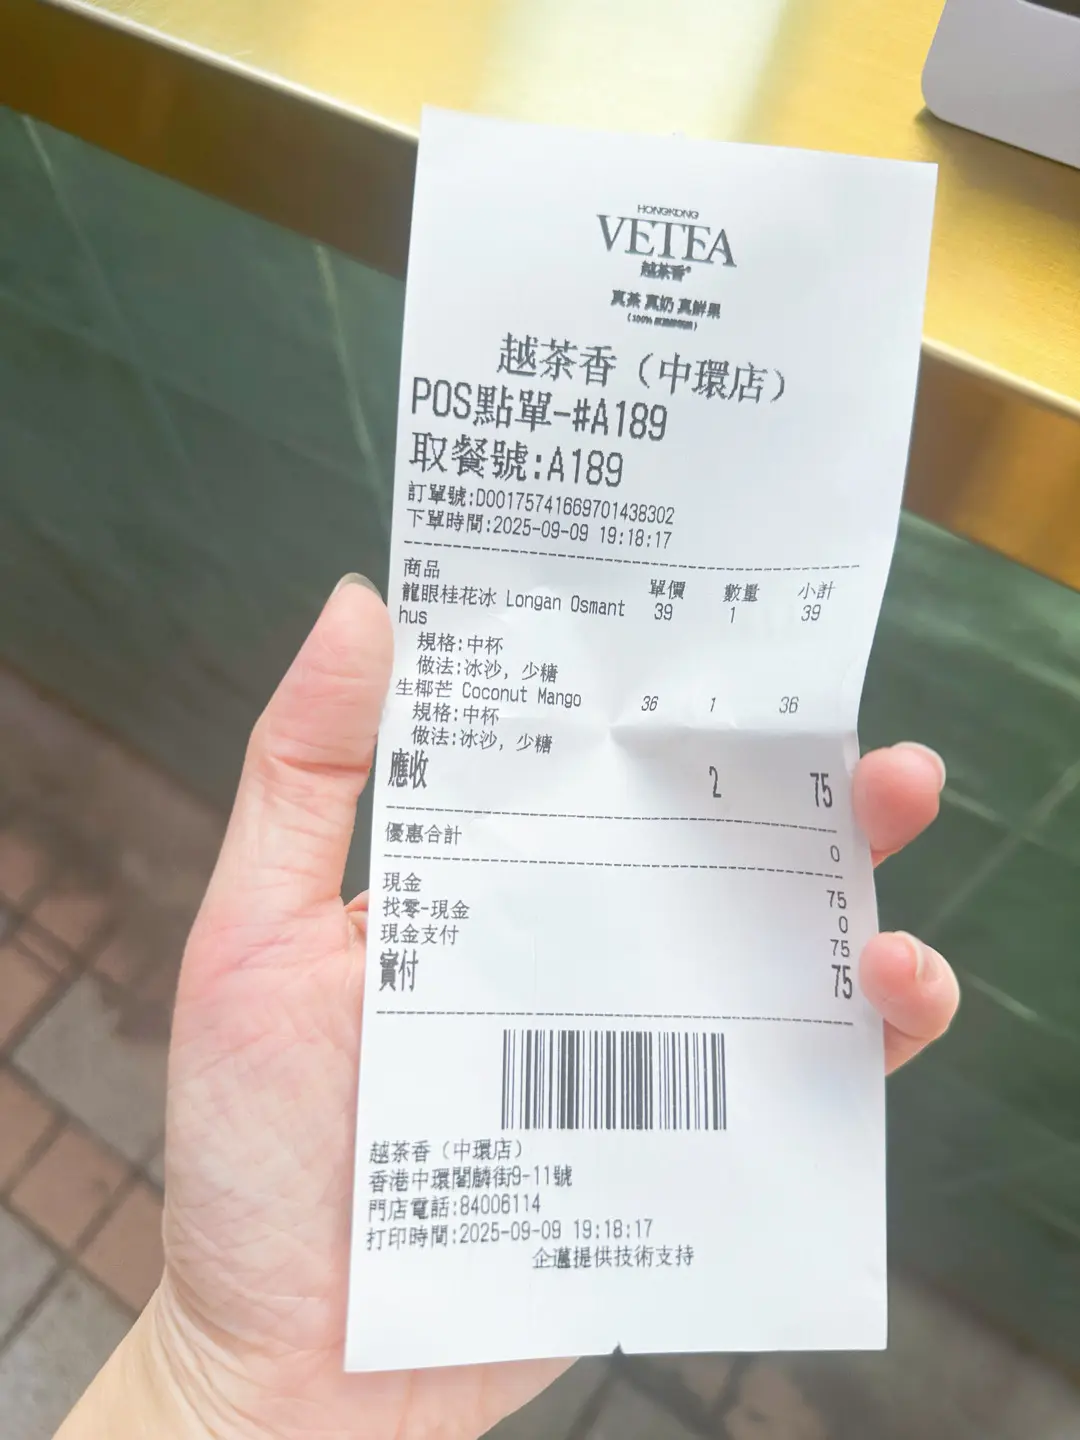 HONGKONG
VETEA
越茶香®
真茶 真奶 真鮮果
越茶香（中環店）
POS點單-#A189
取餐號:A189
訂單號:D00175741669701438302
下單時間:2025-09-09 19:18:17
商品 單價 數量 小計
龍眼桂花冰 Longan Osmant 39 1 39
hus
規格:中杯
做法:冰沙, 少糖
生椰芒 Coconut Mango 36 1 36
規格:中杯
做法:冰沙, 少糖
應收 2 75
優惠合計 0
現金 75
找零-現金 0
現金支付 75
實付 75
越茶香（中環店）
香港中環閣麟街9-11號
門店電話:84006114
打印時間:2025-09-09 19:18:17
企邁提供技術支持